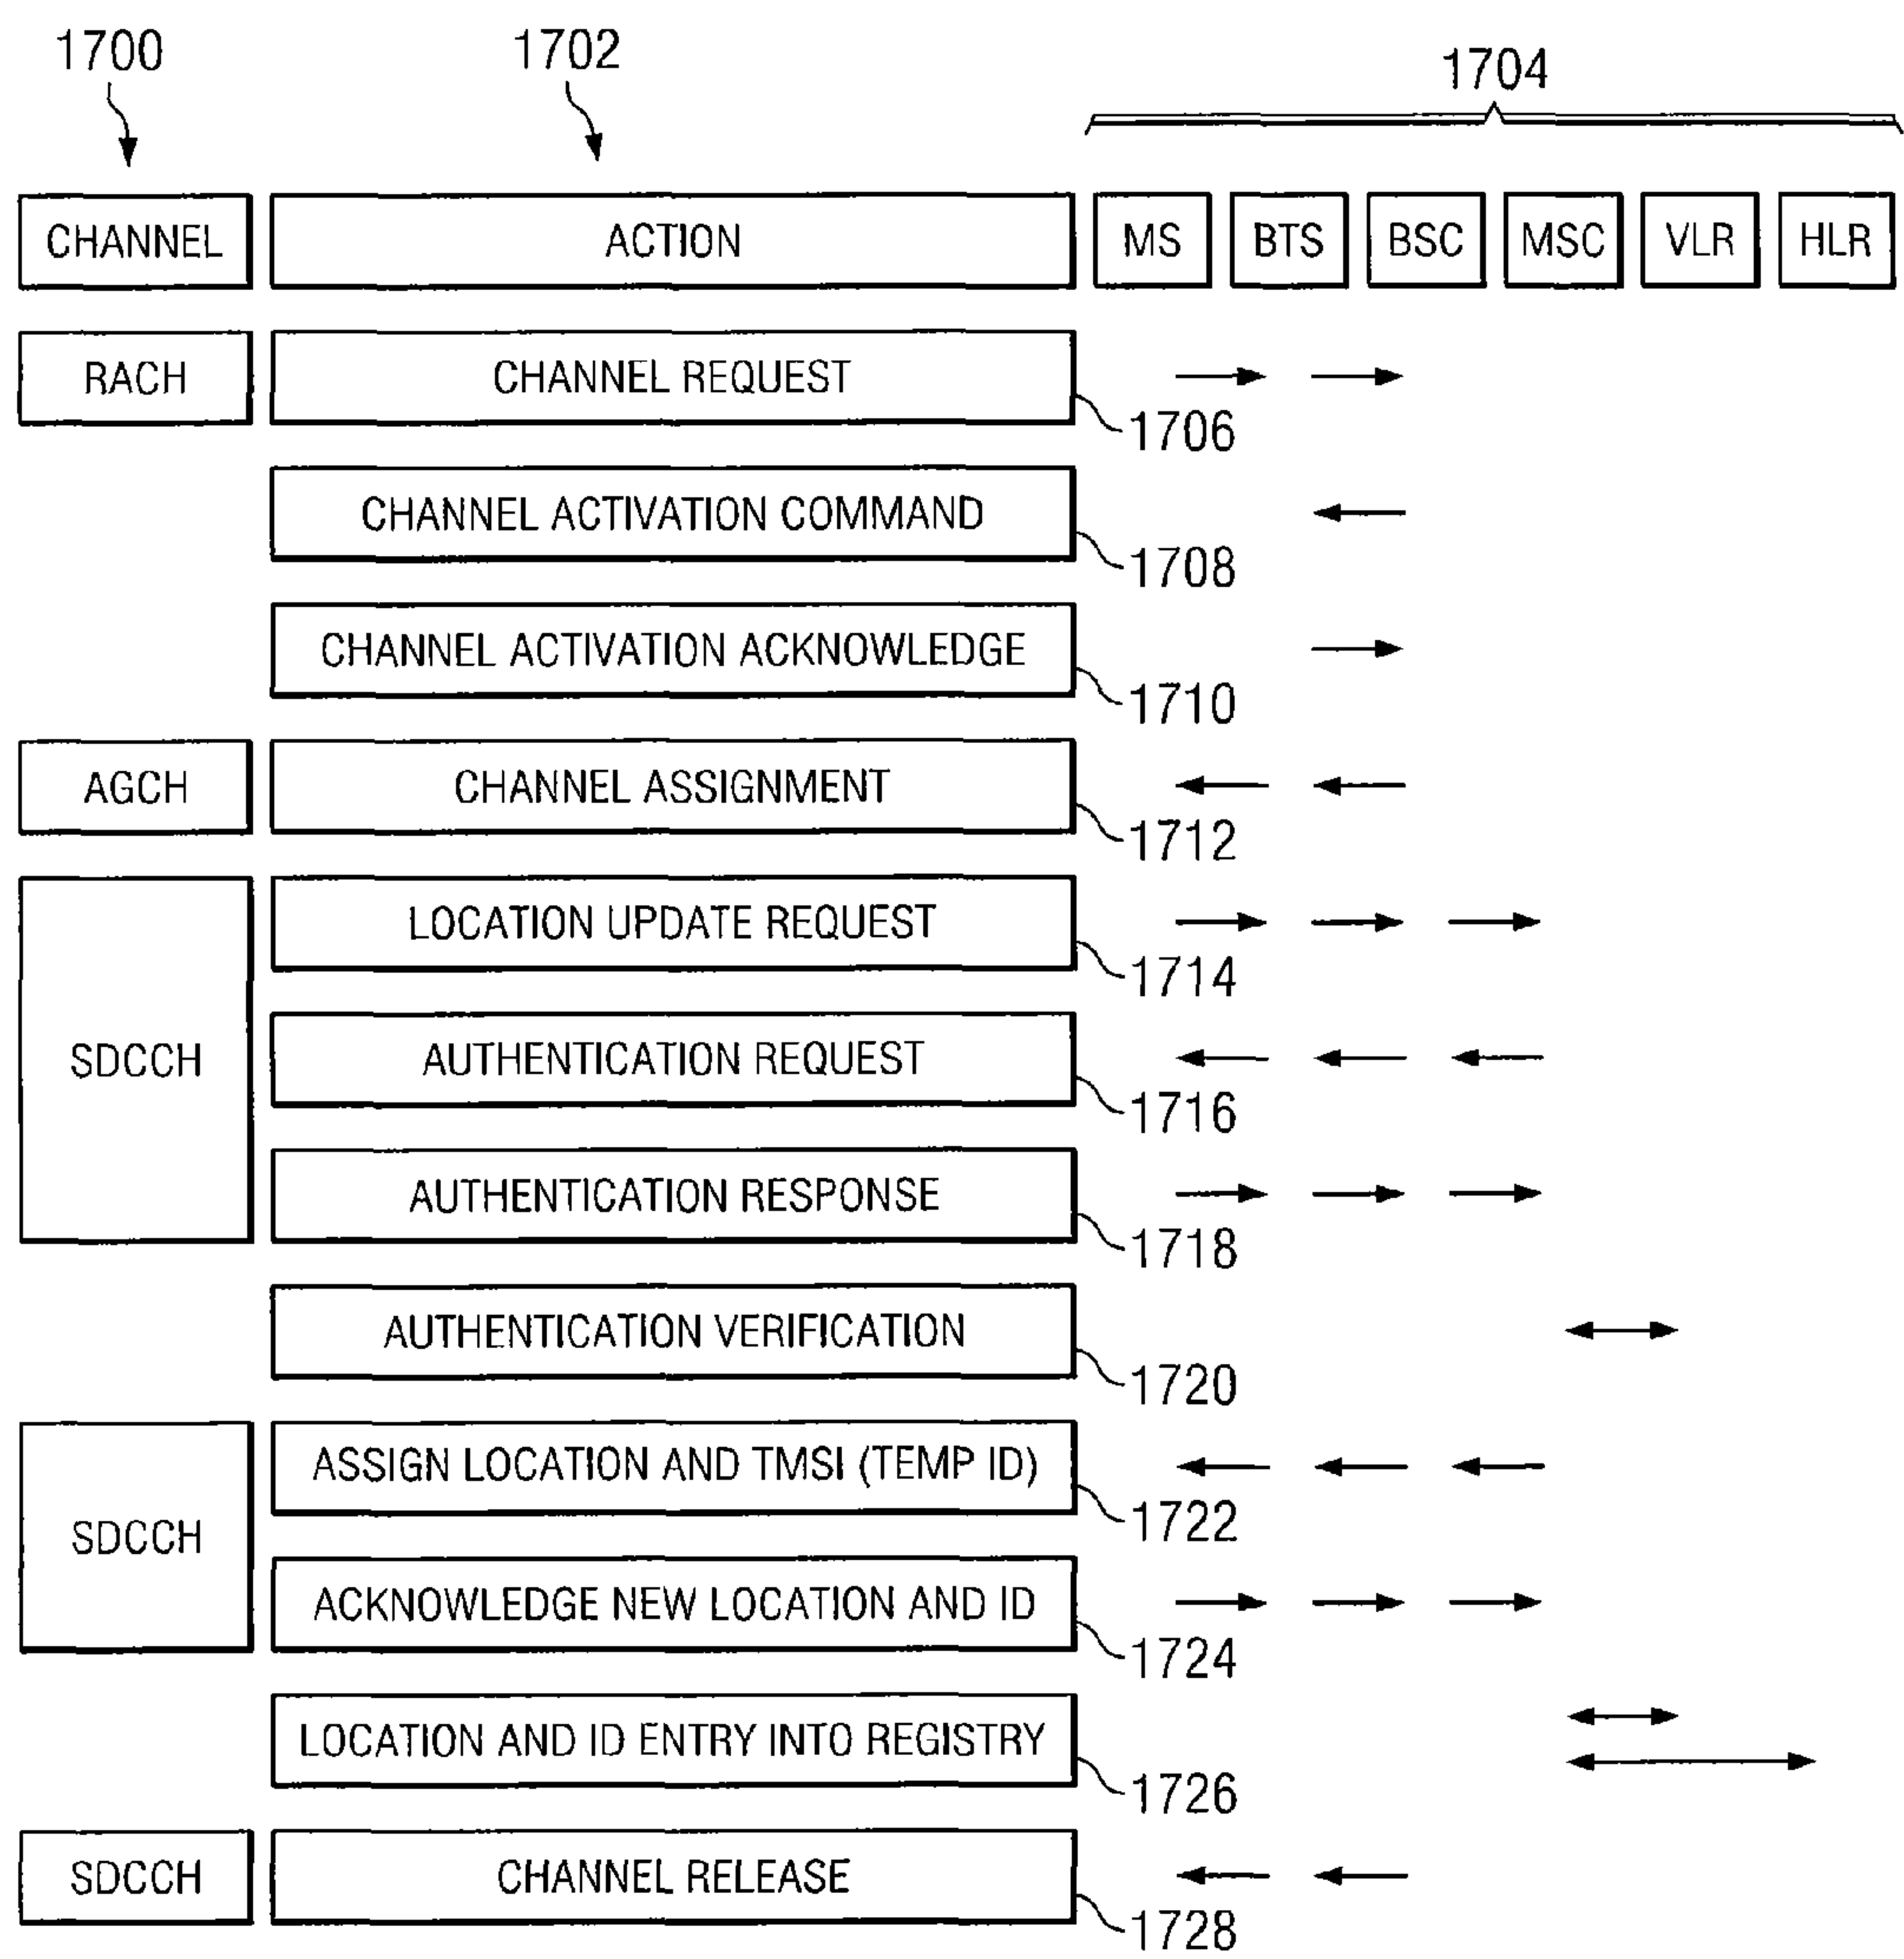 1700
1702
1704
CHANNEL ACTION MS BTS BSC MSC VLR HLR
RACH CHANNEL REQUEST
1706
CHANNEL ACTIVATION COMMAND
1708
CHANNEL ACTIVATION ACKNOWLEDGE
1710
AGCH CHANNEL ASSIGNMENT
1712
LOCATION UPDATE REQUEST
1714
SDCCH AUTHENTICATION REQUEST
1716
AUTHENTICATION RESPONSE
1718
AUTHENTICATION VERIFICATION
1720
ASSIGN LOCATION AND TMSI (TEMP ID)
1722
SDCCH
ACKNOWLEDGE NEW LOCATION AND ID
1724
LOCATION AND ID ENTRY INTO REGISTRY
1726
SDCCH CHANNEL RELEASE
1728